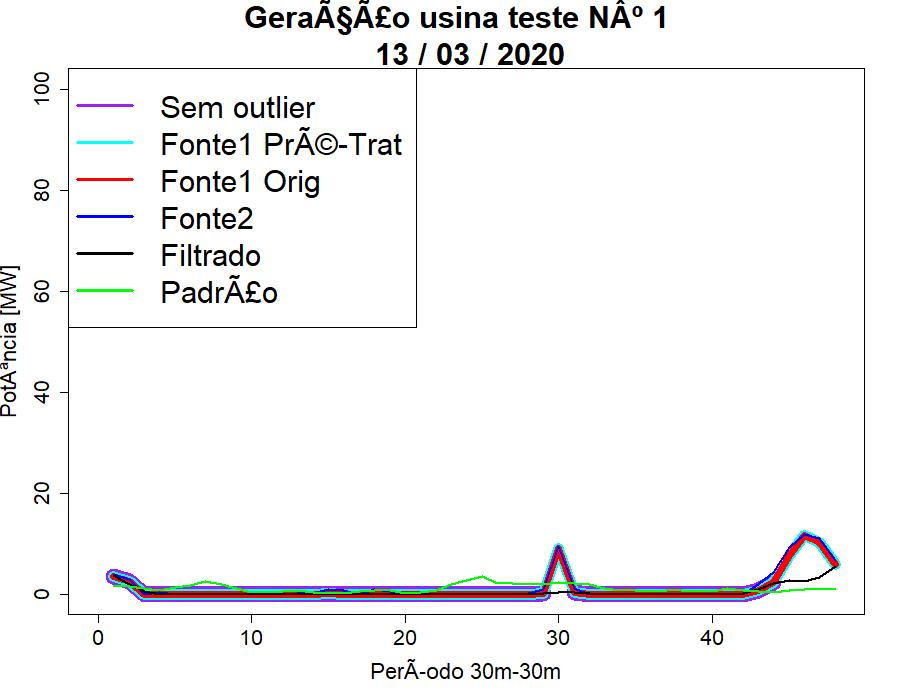 GeraÃ§Ã£o usina teste NÂº 1
13 / 03 / 2020
Sem outlier
Fonte1 PrÃ©-Trat
Fonte1 Orig
Fonte2
Filtrado
PadrÃ£o
PotÃªncia [MW]
100
80
60
40
20
0
0 10 20 30 40
PerÃ­-odo 30m-30m